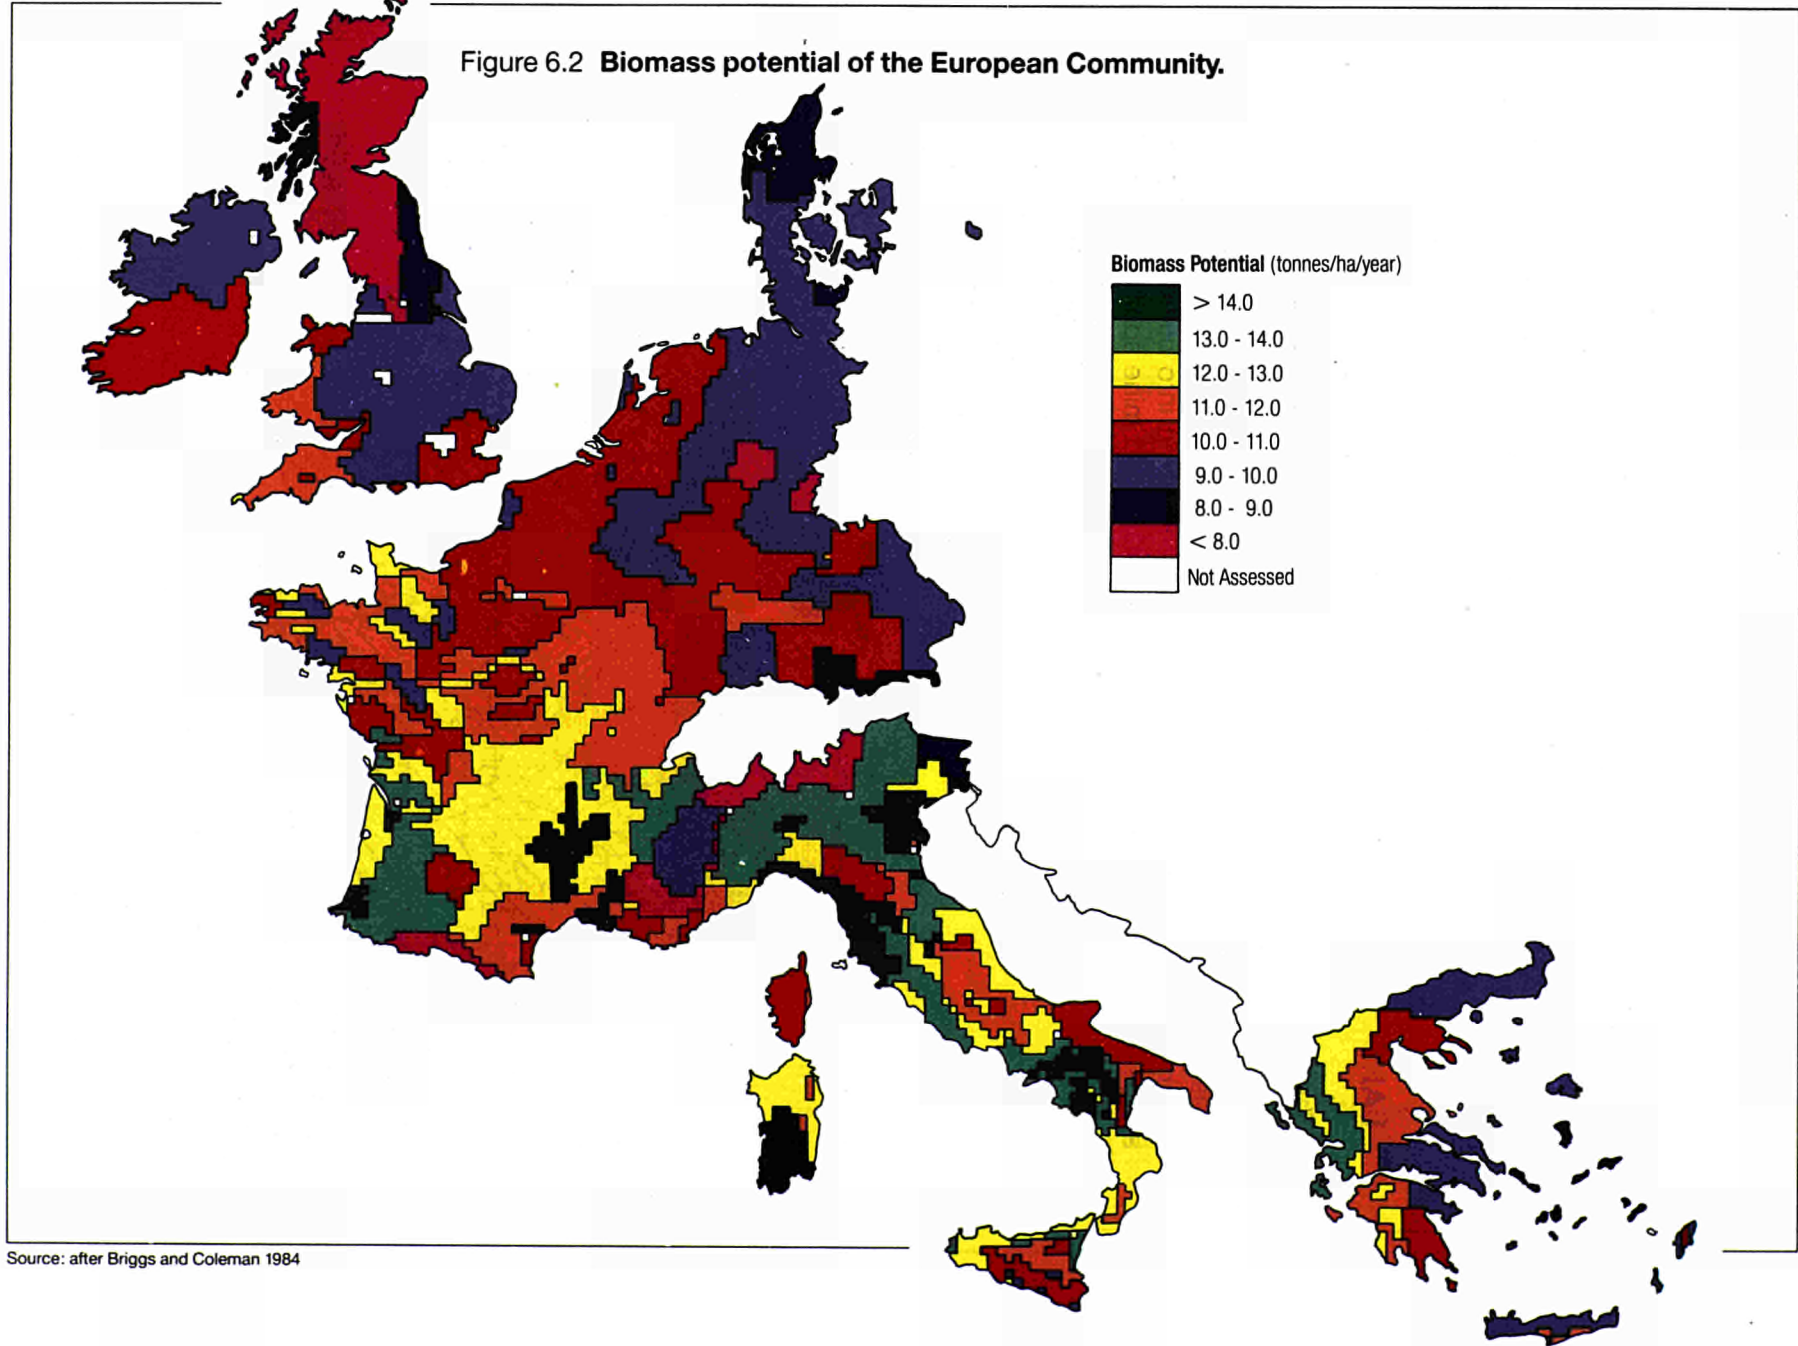 Figure 6.2 Biomass potential of the European Community.
Biomass Potential (tonnes/ha/year)
> 14.0
13.0 - 14.0
12.0 - 13.0
11.0 - 12.0
10.0 - 11.0
9.0 - 10.0
8.0 - 9.0
< 8.0
Not Assessed
Source: after Briggs and Coleman 1984